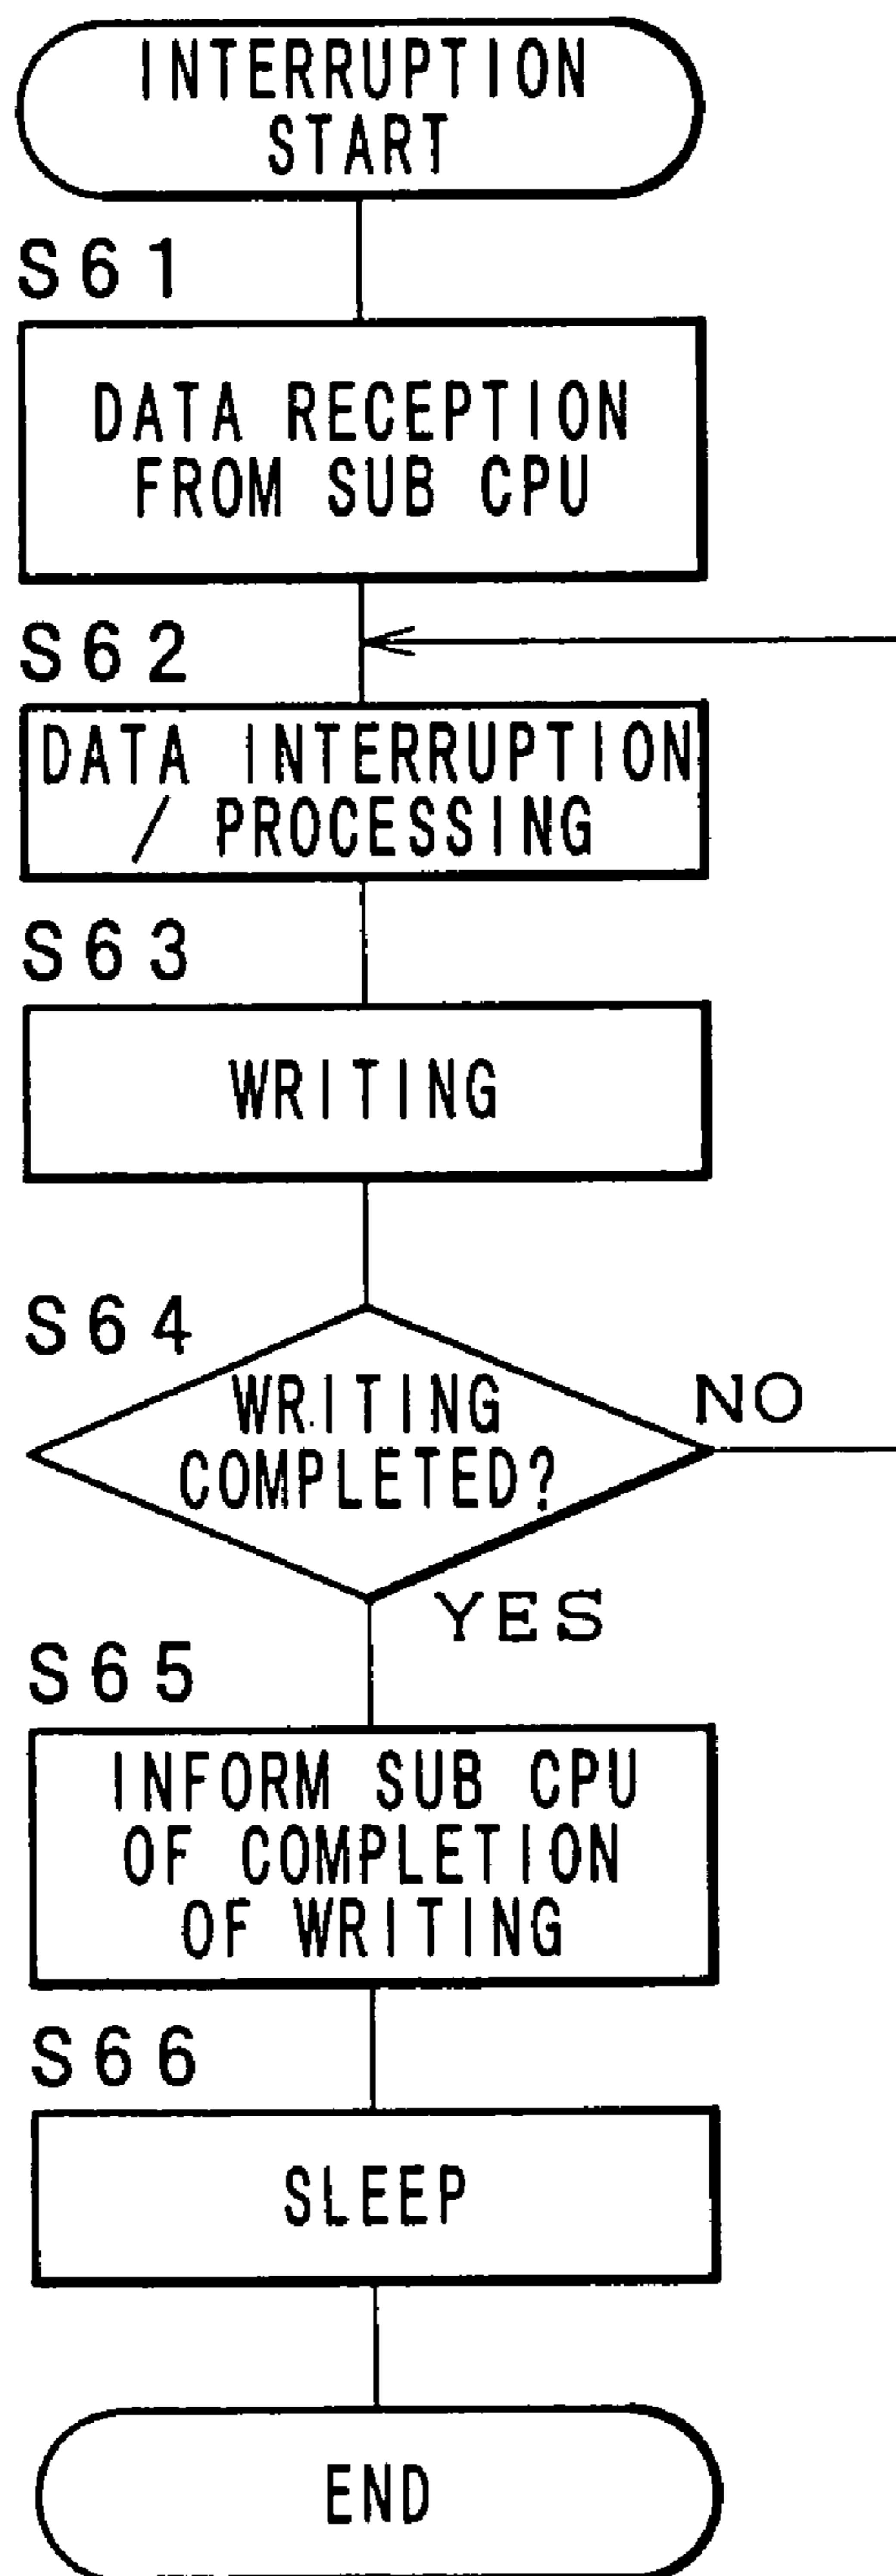 INTERRUPTION
START
S61
DATA RECEPTION
FROM SUB CPU
S62
DATA INTERRUPTION
/ PROCESSING
S63
WRITING
S64
WRITING
COMPLETED?
NO
YES
S65
INFORM SUB CPU
OF COMPLETION
OF WRITING
S66
SLEEP
END